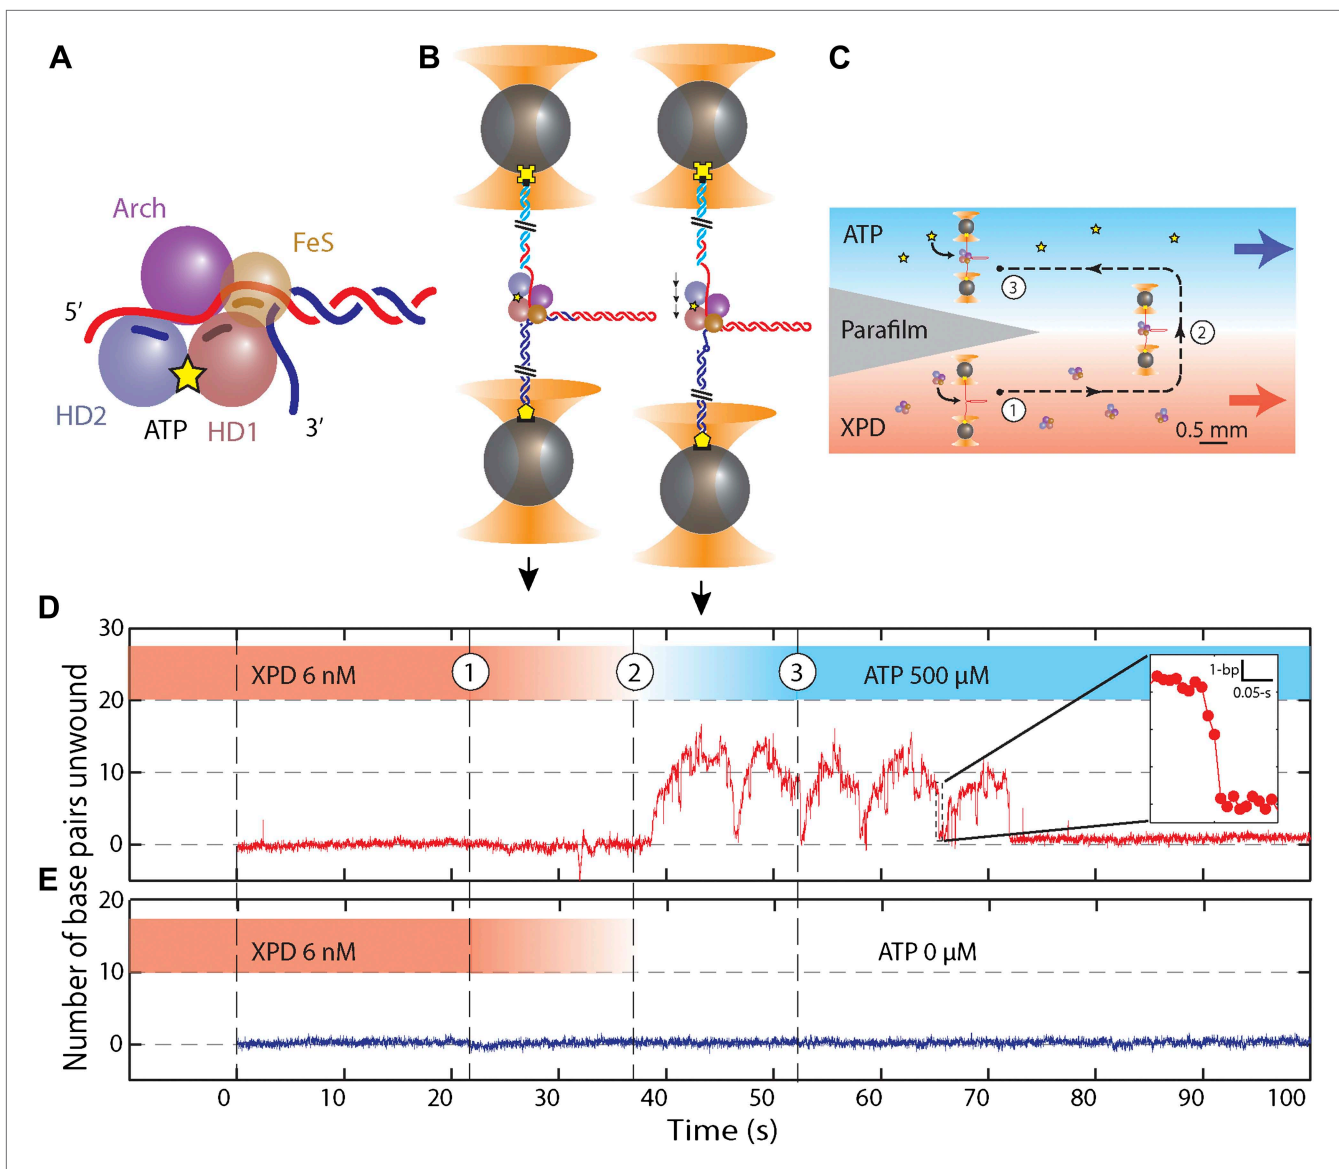 A
B
C
Arch
FeS
5′
HD2
ATP
HD1
3′
ATP
Parafilm
XPD
1
2
3
0.5 mm
D
Number of base pairs unwound
30
20
10
0
XPD 6 nM
1
2
3
ATP 500 μM
1-bp
0.05-s
E
20
10
0
XPD 6 nM
ATP 0 μM
0 10 20 30 40 50 60 70 80 90 100
Time (s)